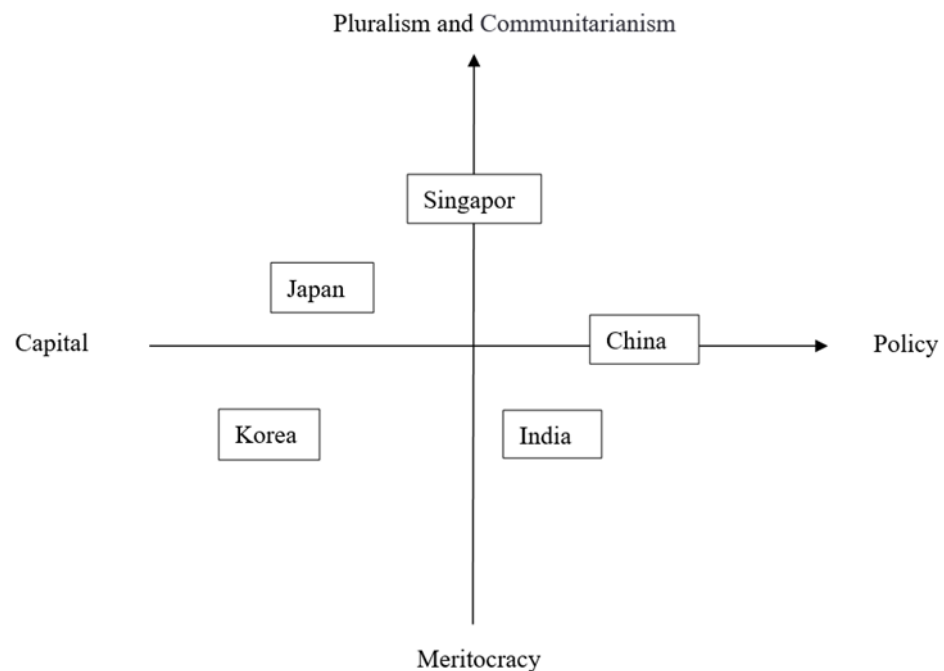 Pluralism and Communitarianism
Singapor
Japan
Capital
China
Policy
Korea
India
Meritocracy